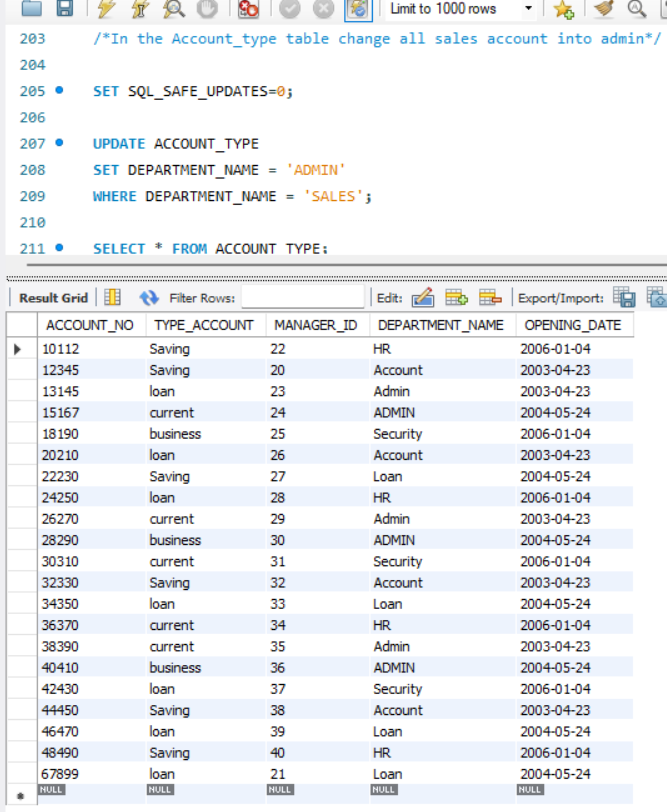 Limit to 1000 rows
203 /*In the Account_type table change all sales account into admin*/
204
205 SET SQL_SAFE_UPDATES=0;
206
207 UPDATE ACCOUNT_TYPE
208 SET DEPARTMENT_NAME = 'ADMIN'
209 WHERE DEPARTMENT_NAME = 'SALES';
210
211 SELECT * FROM ACCOUNT_TYPE;
Result Grid Filter Rows: Edit: Export/Import:
ACCOUNT_NO TYPE_ACCOUNT MANAGER_ID DEPARTMENT_NAME OPENING_DATE
10112 Saving 22 HR 2006-01-04
12345 Saving 20 Account 2003-04-23
13145 loan 23 Admin 2003-04-23
15167 current 24 ADMIN 2004-05-24
18190 business 25 Security 2006-01-04
20210 loan 26 Account 2003-04-23
22230 Saving 27 Loan 2004-05-24
24250 loan 28 HR 2006-01-04
26270 current 29 Admin 2003-04-23
28290 business 30 ADMIN 2004-05-24
30310 current 31 Security 2006-01-04
32330 Saving 32 Account 2003-04-23
34350 loan 33 Loan 2004-05-24
36370 current 34 HR 2006-01-04
38390 current 35 Admin 2003-04-23
40410 business 36 ADMIN 2004-05-24
42430 loan 37 Security 2006-01-04
44450 Saving 38 Account 2003-04-23
46470 loan 39 Loan 2004-05-24
48490 Saving 40 HR 2006-01-04
67899 loan 21 Loan 2004-05-24
NULL NULL NULL NULL NULL